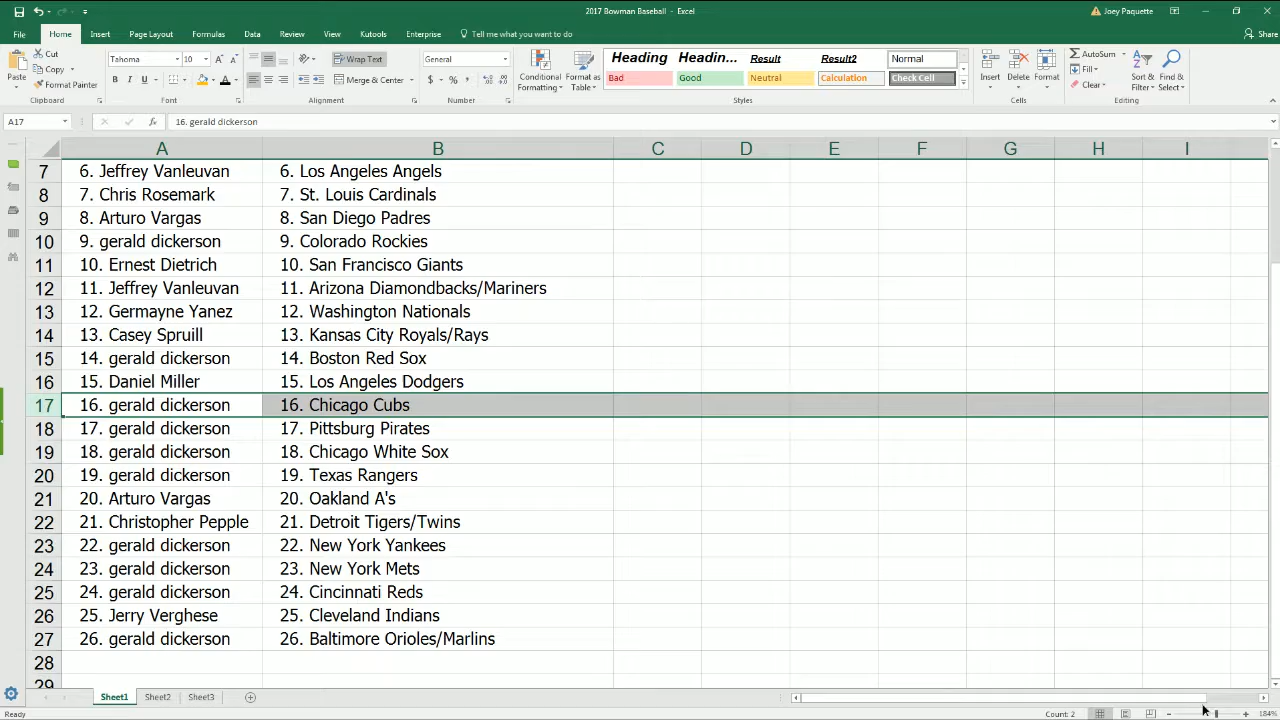 2017 Bowman Baseball - Excel
Joey Paquette
File Home Insert Page Layout Formulas Data Review View Kutools Enterprise Tell me what you want to do Share
Paste Cut Copy Format Painter Clipboard
Tahoma 10 B I U Font
Wrap Text Merge & Center Alignment
General $ % Number
Conditional Formatting Format as Table
Heading Headin... Result Result2 Normal
Bad Good Neutral Calculation Check Cell
Styles
Insert Delete Format Cells
AutoSum Fill Clear Sort & Filter Find & Select Editing
A17 fx 16. gerald dickerson
A B C D E F G H I
7 6. Jeffrey Vanleuvan 6. Los Angeles Angels
8 7. Chris Rosemark 7. St. Louis Cardinals
9 8. Arturo Vargas 8. San Diego Padres
10 9. gerald dickerson 9. Colorado Rockies
11 10. Ernest Dietrich 10. San Francisco Giants
12 11. Jeffrey Vanleuvan 11. Arizona Diamondbacks/Mariners
13 12. Germayne Yanez 12. Washington Nationals
14 13. Casey Spruill 13. Kansas City Royals/Rays
15 14. gerald dickerson 14. Boston Red Sox
16 15. Daniel Miller 15. Los Angeles Dodgers
17 16. gerald dickerson 16. Chicago Cubs
18 17. gerald dickerson 17. Pittsburg Pirates
19 18. gerald dickerson 18. Chicago White Sox
20 19. gerald dickerson 19. Texas Rangers
21 20. Arturo Vargas 20. Oakland A's
22 21. Christopher Pepple 21. Detroit Tigers/Twins
23 22. gerald dickerson 22. New York Yankees
24 23. gerald dickerson 23. New York Mets
25 24. gerald dickerson 24. Cincinnati Reds
26 25. Jerry Verghese 25. Cleveland Indians
27 26. gerald dickerson 26. Baltimore Orioles/Marlins
28
29
Sheet1 Sheet2 Sheet3
Ready Count: 2 184%